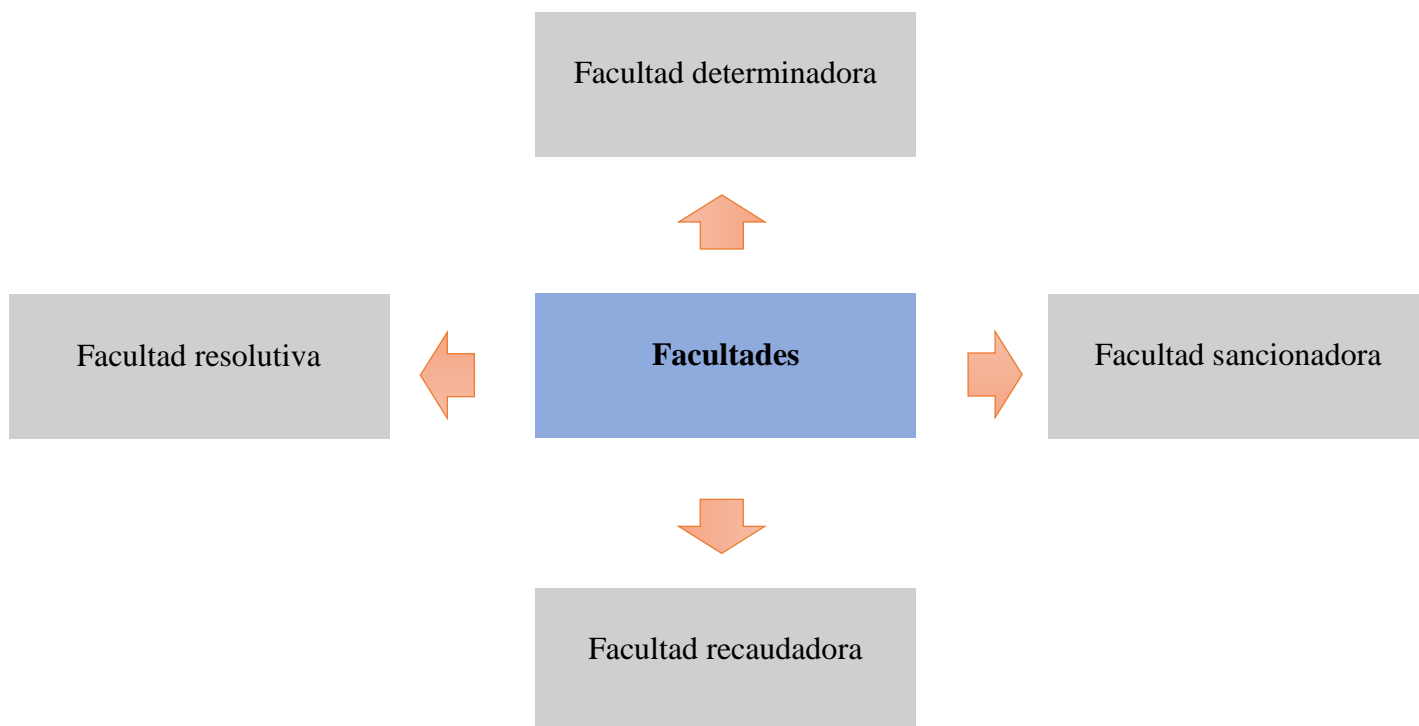 Facultad determinadora
Facultad resolutiva
Facultades
Facultad sancionadora
Facultad recaudadora